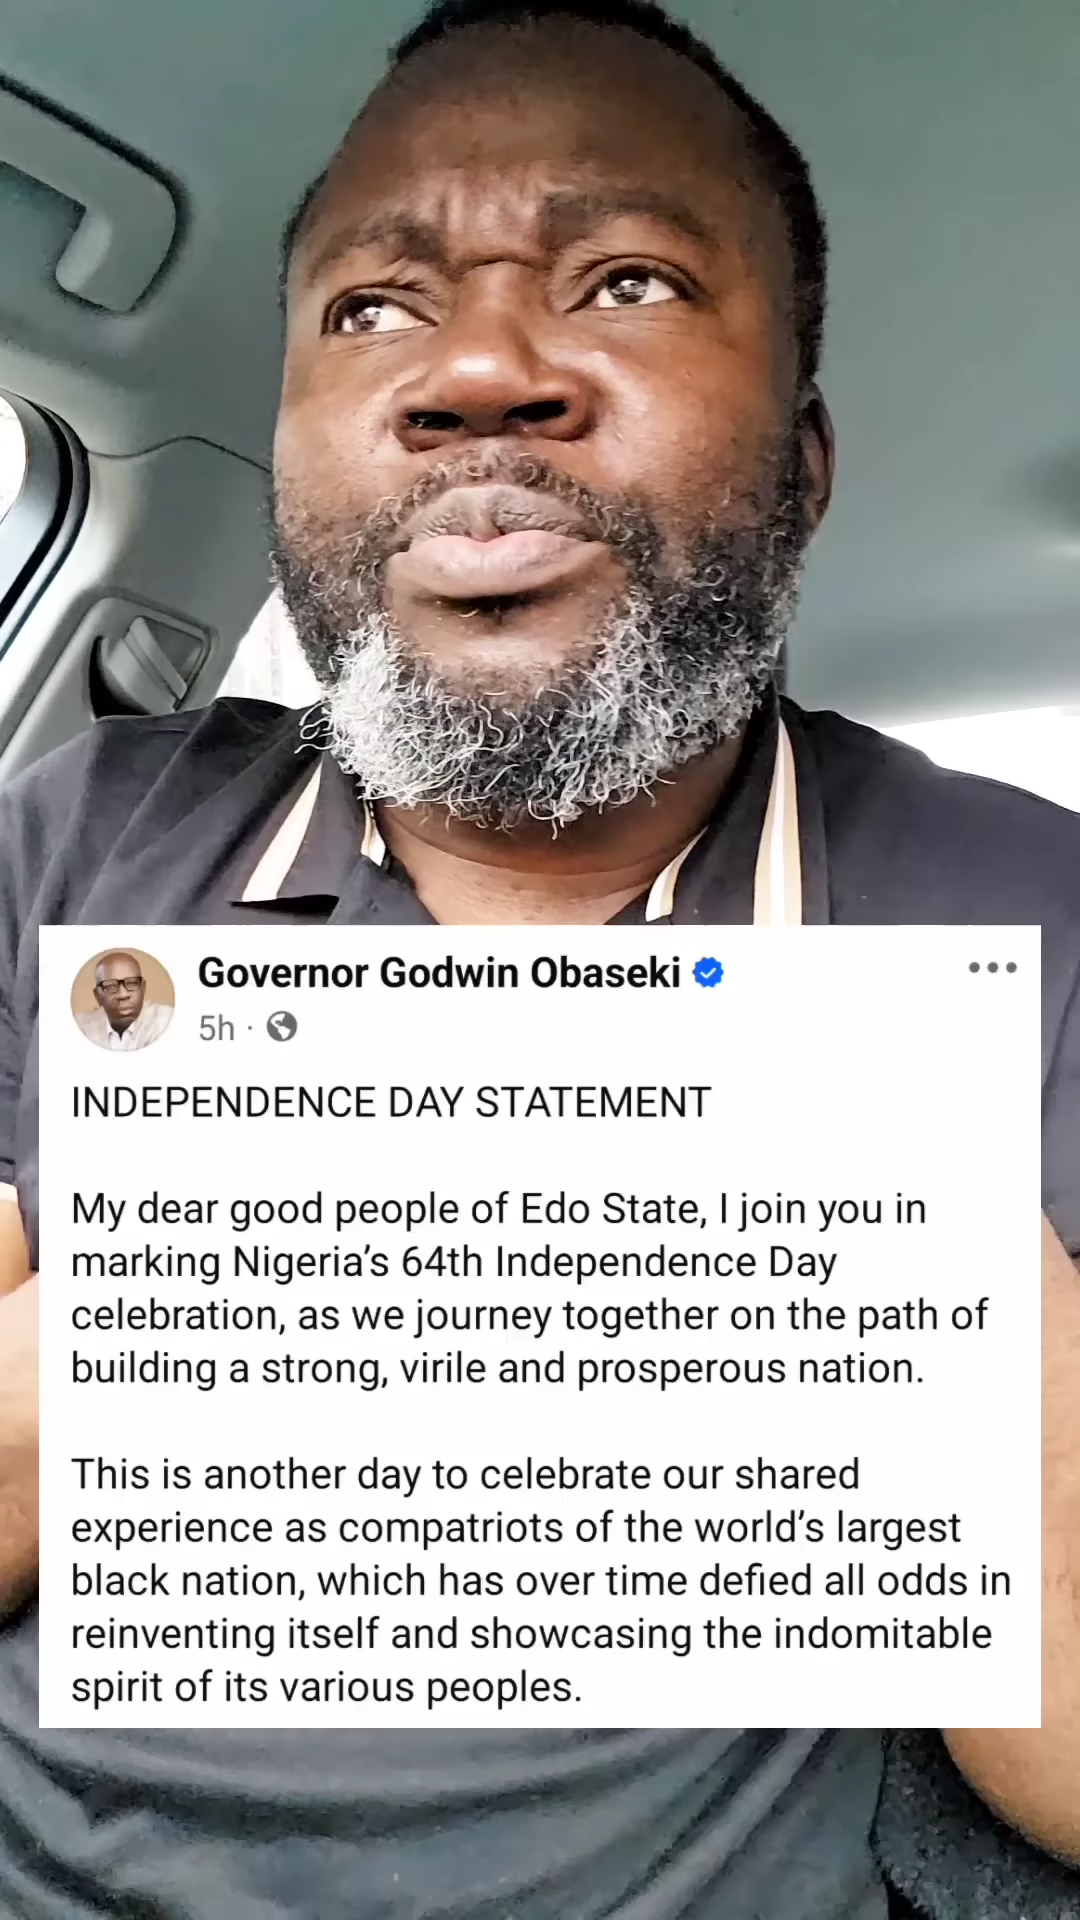 Governor Godwin Obaseki
5h ·
INDEPENDENCE DAY STATEMENT
My dear good people of Edo State, I join you in
marking Nigeria’s 64th Independence Day
celebration, as we journey together on the path of
building a strong, virile and prosperous nation.
This is another day to celebrate our shared
experience as compatriots of the world’s largest
black nation, which has over time defied all odds in
reinventing itself and showcasing the indomitable
spirit of its various peoples.